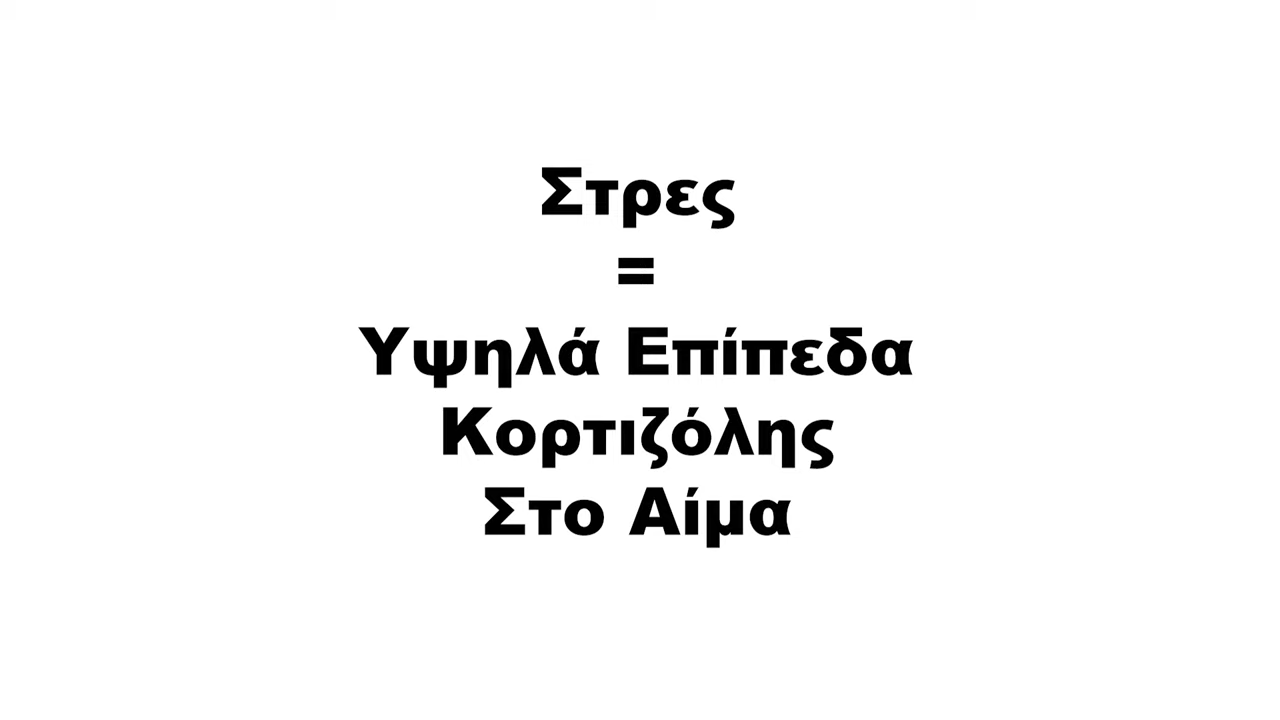 Στρες
=
Υψηλά Επίπεδα
Κορτιζόλης
Στο Αίμα